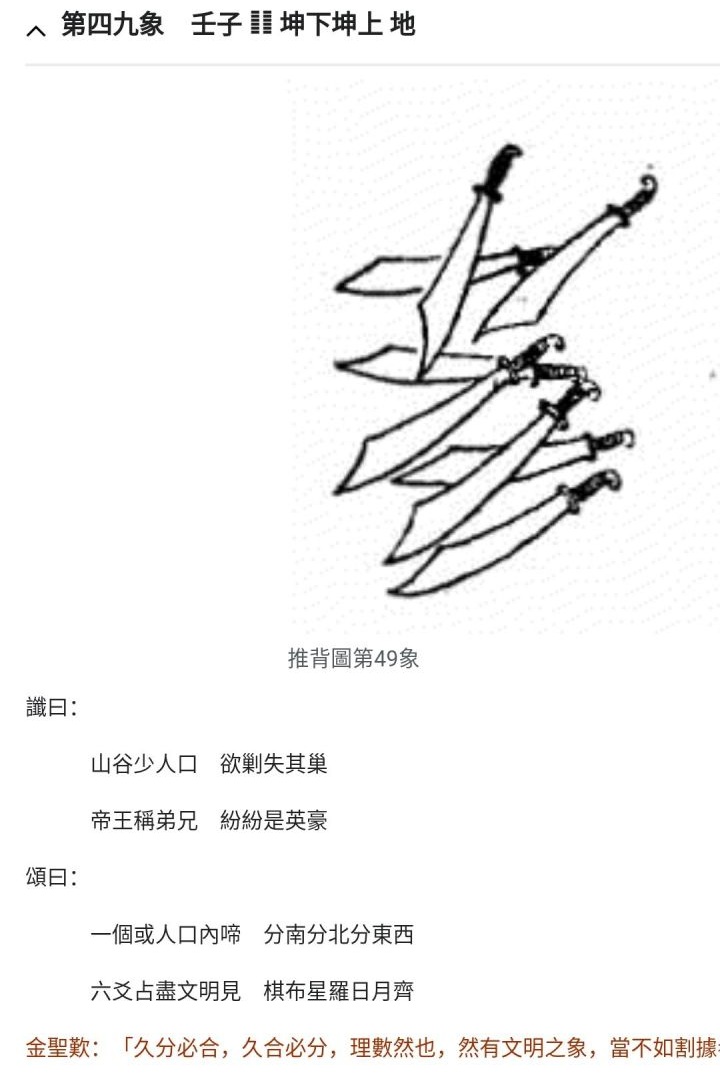 第四九象　壬子 ䷁ 坤下坤上 地
推背圖第49象
讖曰：
山谷少人口　欲剿失其巢
帝王稱弟兄　紛紛是英豪
頌曰：
一個或人口內啼　分南分北分東西
六爻占盡文明見　棋布星羅日月齊
金聖歎：「久分必合，久合必分，理數然也，然有文明之象，當不如割據